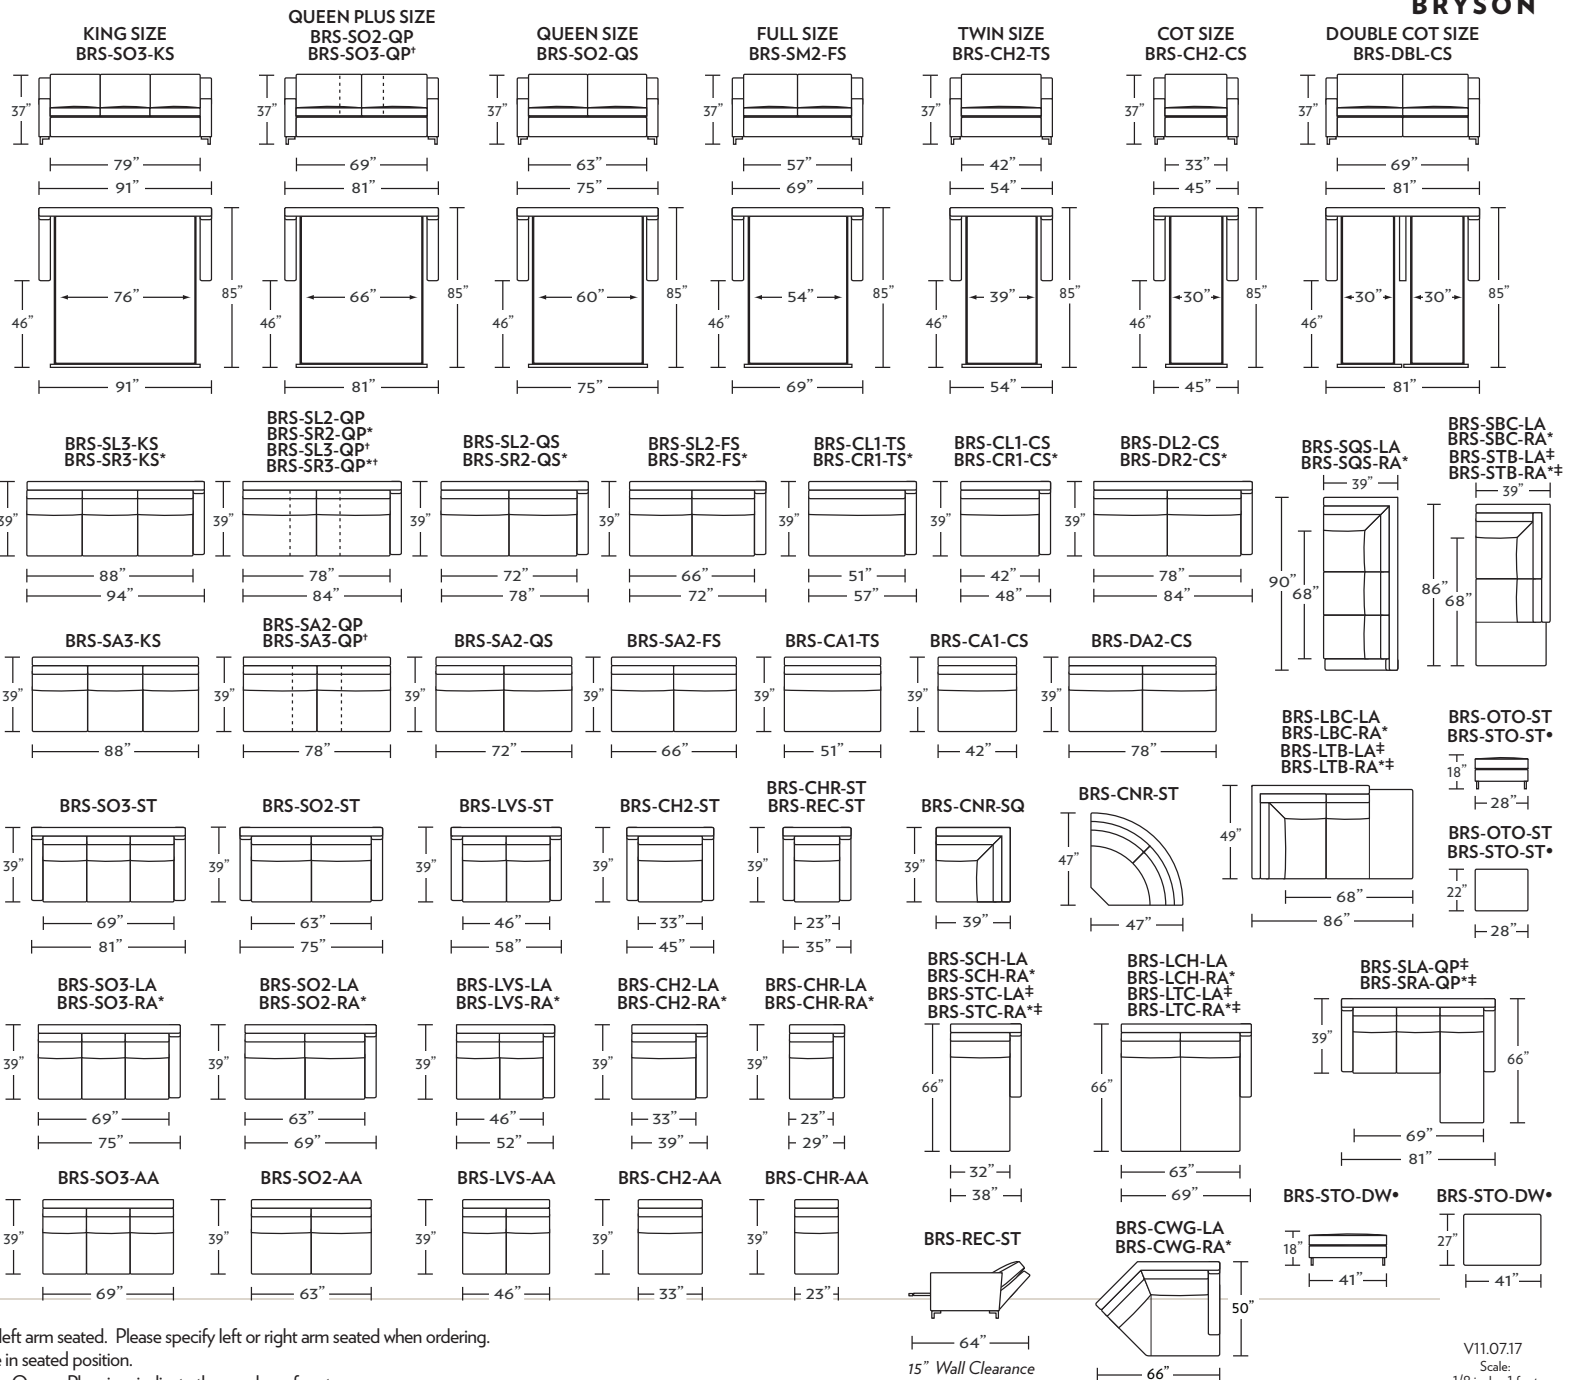 BRYSON
KING SIZE
BRS-SO3-KS
QUEEN PLUS SIZE
BRS-SO2-QP
BRS-SO3-QP†
QUEEN SIZE
BRS-SO2-QS
FULL SIZE
BRS-SM2-FS
TWIN SIZE
BRS-CH2-TS
COT SIZE
BRS-CH2-CS
DOUBLE COT SIZE
BRS-DBL-CS
37” 37” 37” 37” 37” 37” 37”
79” 69” 63” 57” 42” 33” 69”
91” 81” 75” 69” 54” 45” 81”
76” 85” 66” 85” 60” 85” 54” 85” 39” 85” 30” 85” 30” 30” 85”
46” 46” 46” 46” 46” 46” 46”
91” 81” 75” 69” 54” 45” 81”
BRS-SL3-KS
BRS-SR3-KS*
BRS-SL2-QP
BRS-SR2-QP*
BRS-SL3-QP†
BRS-SR3-QP*†
BRS-SL2-QS
BRS-SR2-QS*
BRS-SL2-FS
BRS-SR2-FS*
BRS-CL1-TS
BRS-CR1-TS*
BRS-CL1-CS
BRS-CR1-CS*
BRS-DL2-CS
BRS-DR2-CS*
BRS-SQS-LA
BRS-SQS-RA*
BRS-SBC-LA
BRS-SBC-RA*
BRS-STB-LA‡
BRS-STB-RA*‡
39” 39”
39” 39” 39” 39” 39” 39” 39”
88” 78” 72” 66” 51” 42” 78”
94” 84” 78” 72” 57” 48” 84”
90” 68” 86” 68”
BRS-SA3-KS
BRS-SA2-QP
BRS-SA3-QP†
BRS-SA2-QS
BRS-SA2-FS
BRS-CA1-TS
BRS-CA1-CS
BRS-DA2-CS
39” 39” 39” 39” 39” 39” 39”
88” 78” 72” 66” 51” 42” 78”
BRS-LBC-LA
BRS-LBC-RA*
BRS-LTB-LA‡
BRS-LTB-RA*‡
49”
68”
86”
BRS-OTO-ST
BRS-STO-ST•
18”
28”
BRS-OTO-ST
BRS-STO-ST•
22”
28”
BRS-SO3-ST
BRS-SO2-ST
BRS-LVS-ST
BRS-CH2-ST
BRS-CHR-ST
BRS-REC-ST
BRS-CNR-SQ
BRS-CNR-ST
39” 39” 39” 39” 39” 39” 47”
69” 63” 46” 33” 23” 39” 47”
81” 75” 58” 45” 35”
BRS-SO3-LA
BRS-SO3-RA*
BRS-SO2-LA
BRS-SO2-RA*
BRS-LVS-LA
BRS-LVS-RA*
BRS-CH2-LA
BRS-CH2-RA*
BRS-CHR-LA
BRS-CHR-RA*
BRS-SCH-LA
BRS-SCH-RA*
BRS-STC-LA‡
BRS-STC-RA*‡
BRS-LCH-LA
BRS-LCH-RA*
BRS-LTC-LA‡
BRS-LTC-RA*‡
BRS-SLA-QP‡
BRS-SRA-QP*‡
39” 39” 39” 39” 39” 66” 66” 39” 66”
69” 63” 46” 33” 23” 32” 63” 69”
75” 69” 52” 39” 29” 38” 69” 81”
BRS-SO3-AA
BRS-SO2-AA
BRS-LVS-AA
BRS-CH2-AA
BRS-CHR-AA
39” 39” 39” 39” 39”
69” 63” 46” 33” 23”
BRS-REC-ST
64”
15” Wall Clearance
BRS-CWG-LA
BRS-CWG-RA*
50”
66”
BRS-STO-DW•
18”
41”
BRS-STO-DW•
27”
41”
left arm seated. Please specify left or right arm seated when ordering.
in seated position.
V11.07.17
Scale: